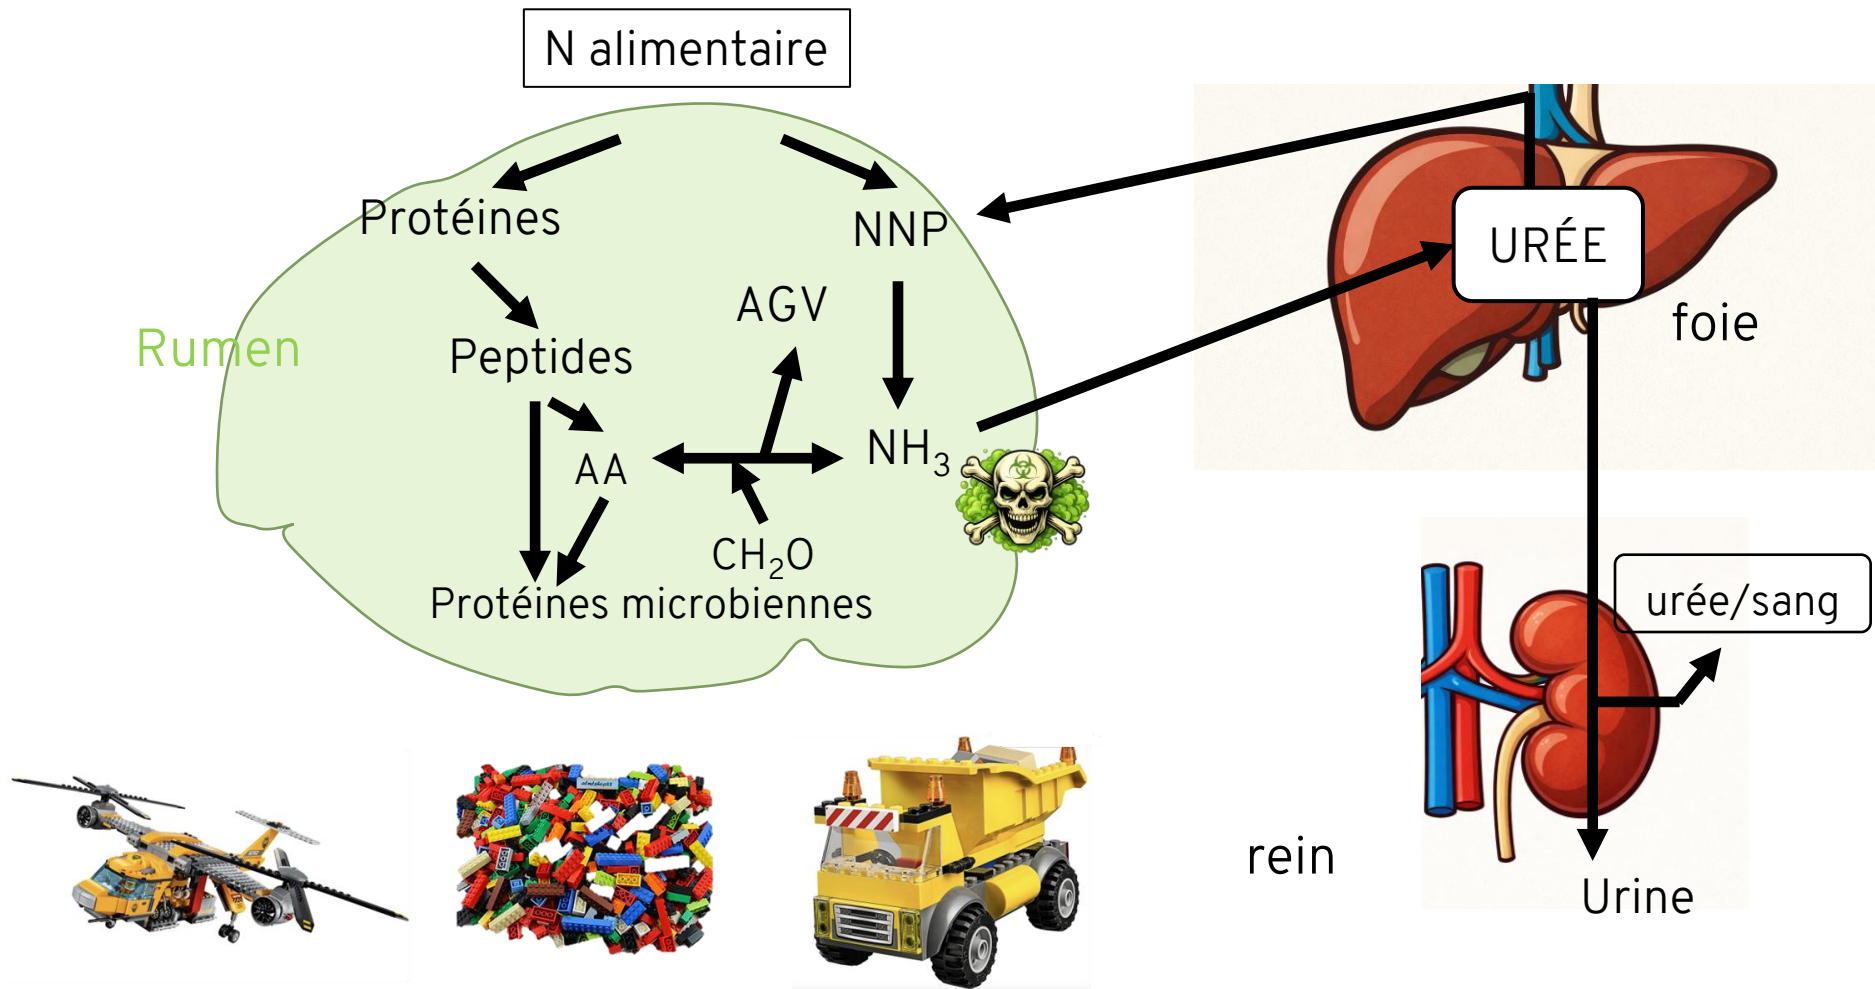 N alimentaire
Protéines
NNP
URÉE
AGV
foie
Rumen
Peptides
NH₃
AA
CH₂O
Protéines microbiennes
urée/sang
rein
Urine